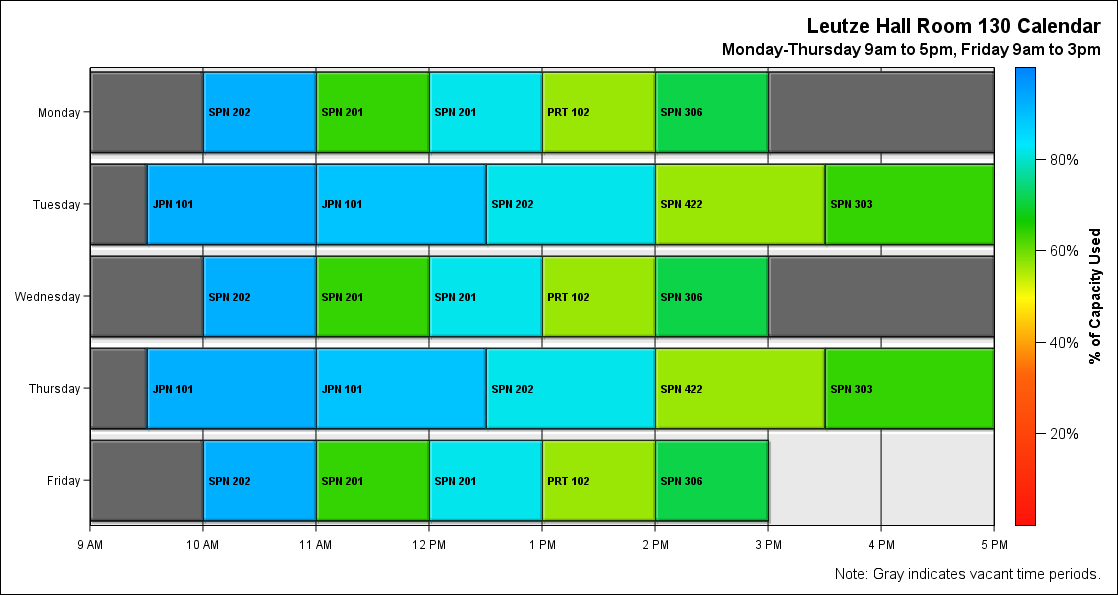 Leutze Hall Room 130 Calendar
Monday-Thursday 9am to 5pm, Friday 9am to 3pm
Monday SPN 202 SPN 201 SPN 201 PRT 102 SPN 306
Tuesday JPN 101 JPN 101 SPN 202 SPN 422 SPN 303
Wednesday SPN 202 SPN 201 SPN 201 PRT 102 SPN 306
Thursday JPN 101 JPN 101 SPN 202 SPN 422 SPN 303
Friday SPN 202 SPN 201 SPN 201 PRT 102 SPN 306
9 AM 10 AM 11 AM 12 PM 1 PM 2 PM 3 PM 4 PM 5 PM
80%
60%
40%
20%
% of Capacity Used
Note: Gray indicates vacant time periods.